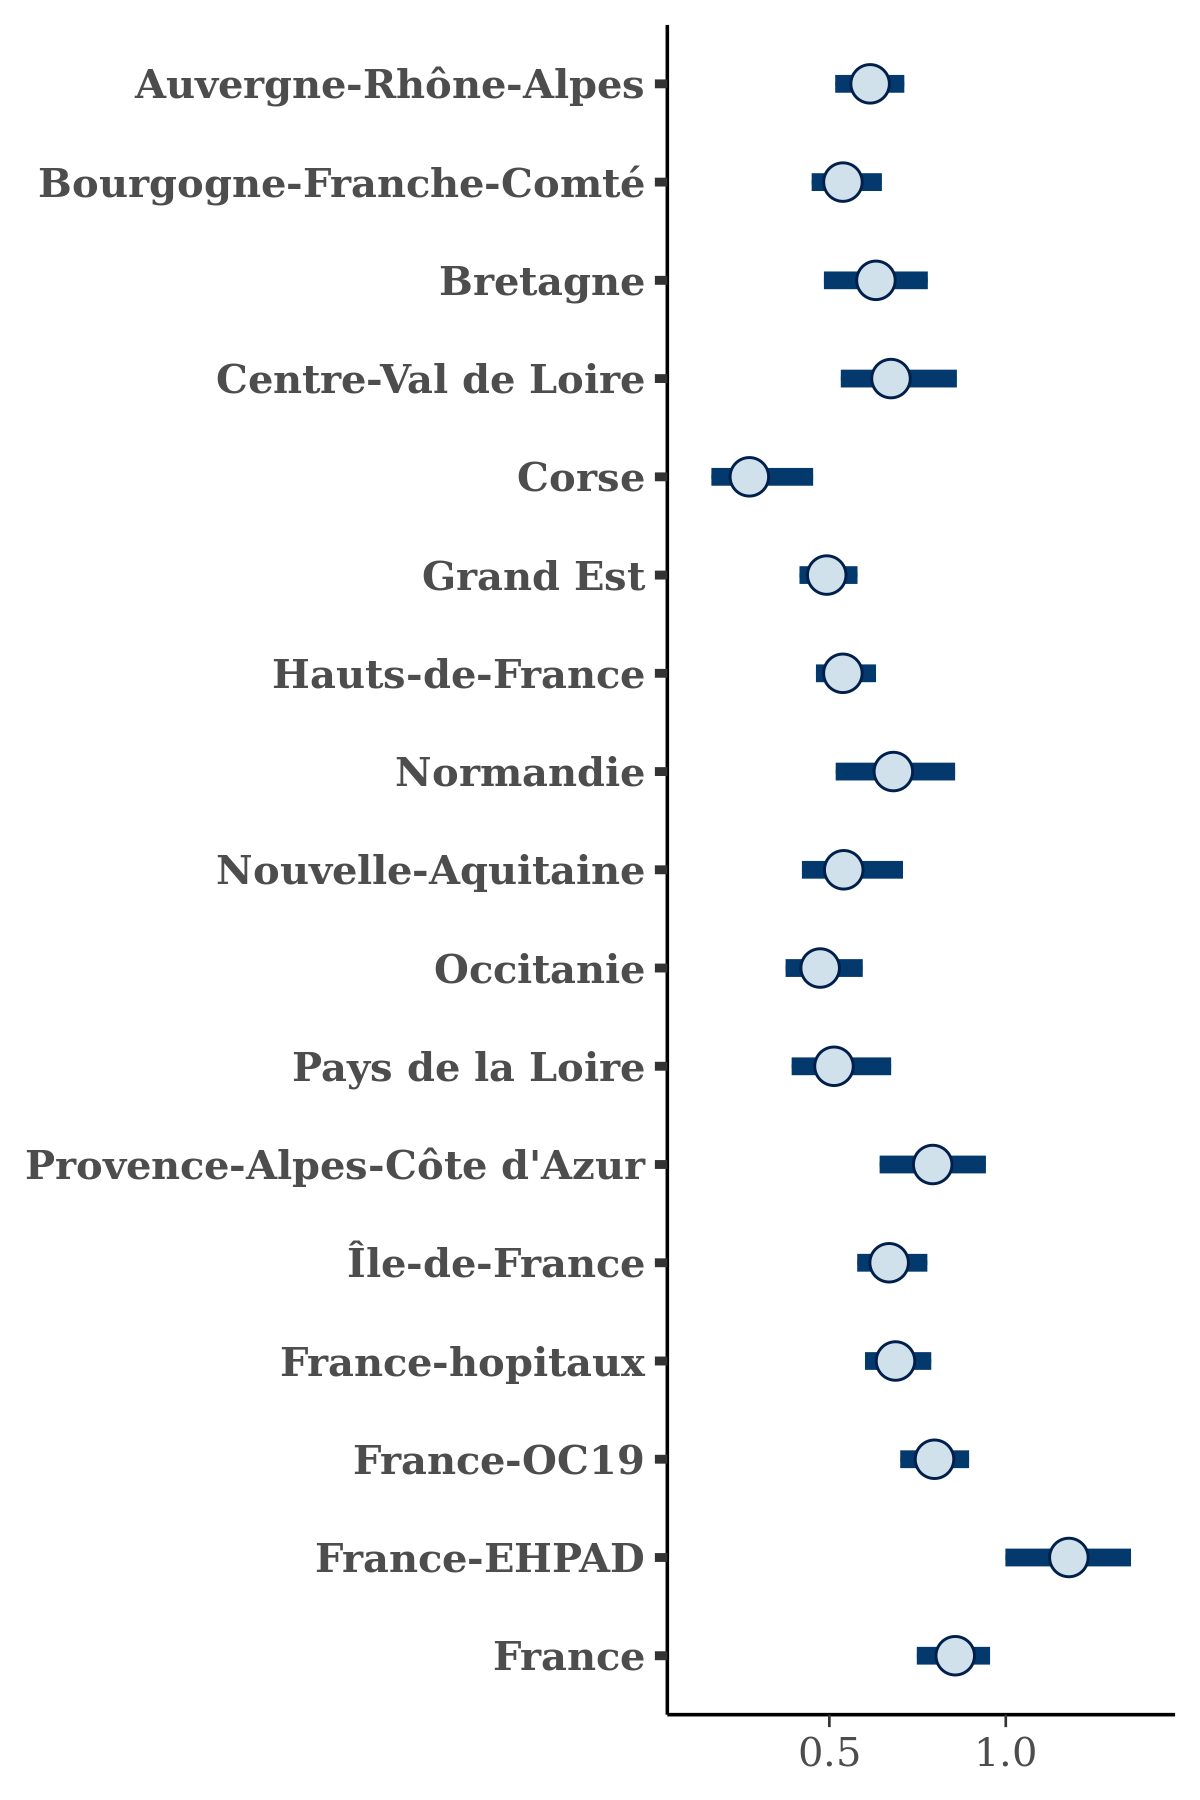 Auvergne-Rhône-Alpes
Bourgogne-Franche-Comté
Bretagne
Centre-Val de Loire
Corse
Grand Est
Hauts-de-France
Normandie
Nouvelle-Aquitaine
Occitanie
Pays de la Loire
Provence-Alpes-Côte d'Azur
Île-de-France
France-hopitaux
France-OC19
France-EHPAD
France
0.5 1.0